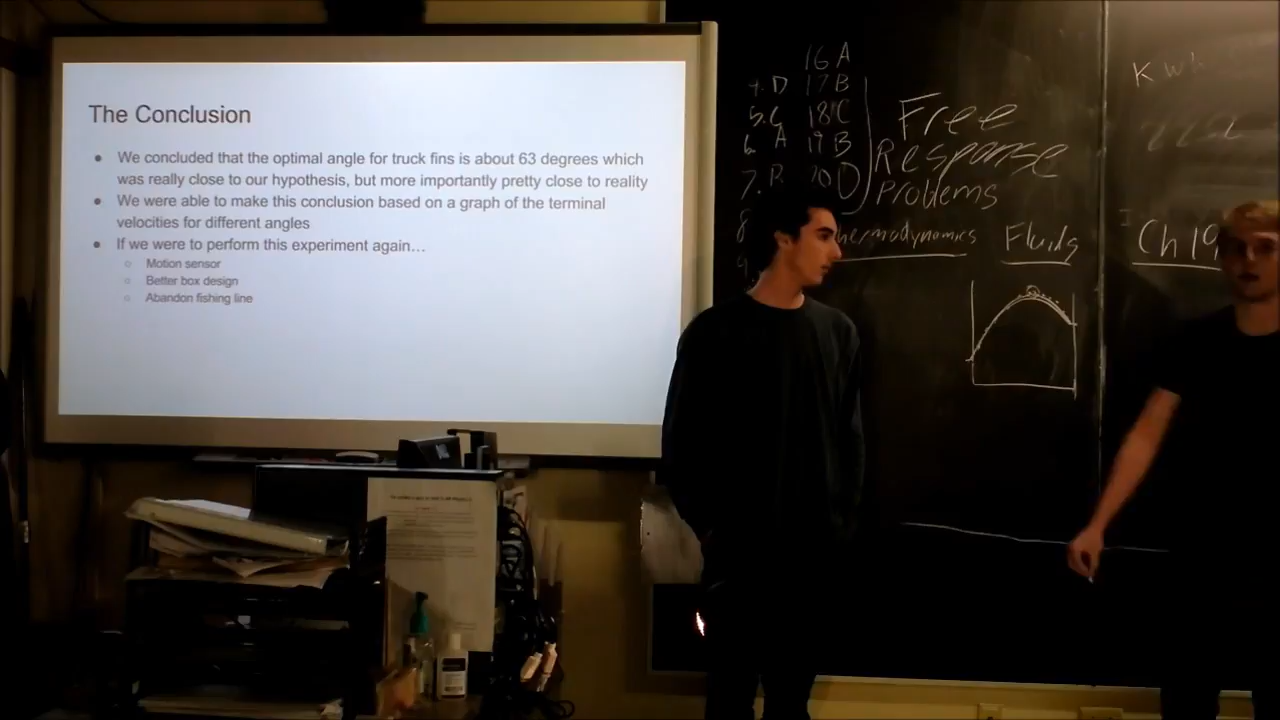 The Conclusion
We concluded that the optimal angle for truck fins is about 63 degrees which
was really close to our hypothesis, but more importantly pretty close to reality
We were able to make this conclusion based on a graph of the terminal
velocities for different angles
If we were to perform this experiment again...
Motion sensor
Better box design
Abandon fishing line
16 A
4. D 17 B
5. C 18 C
6. A 19 B
7. 20 D
8
9.
Free
Response
Problems
Fluids
Ch 19